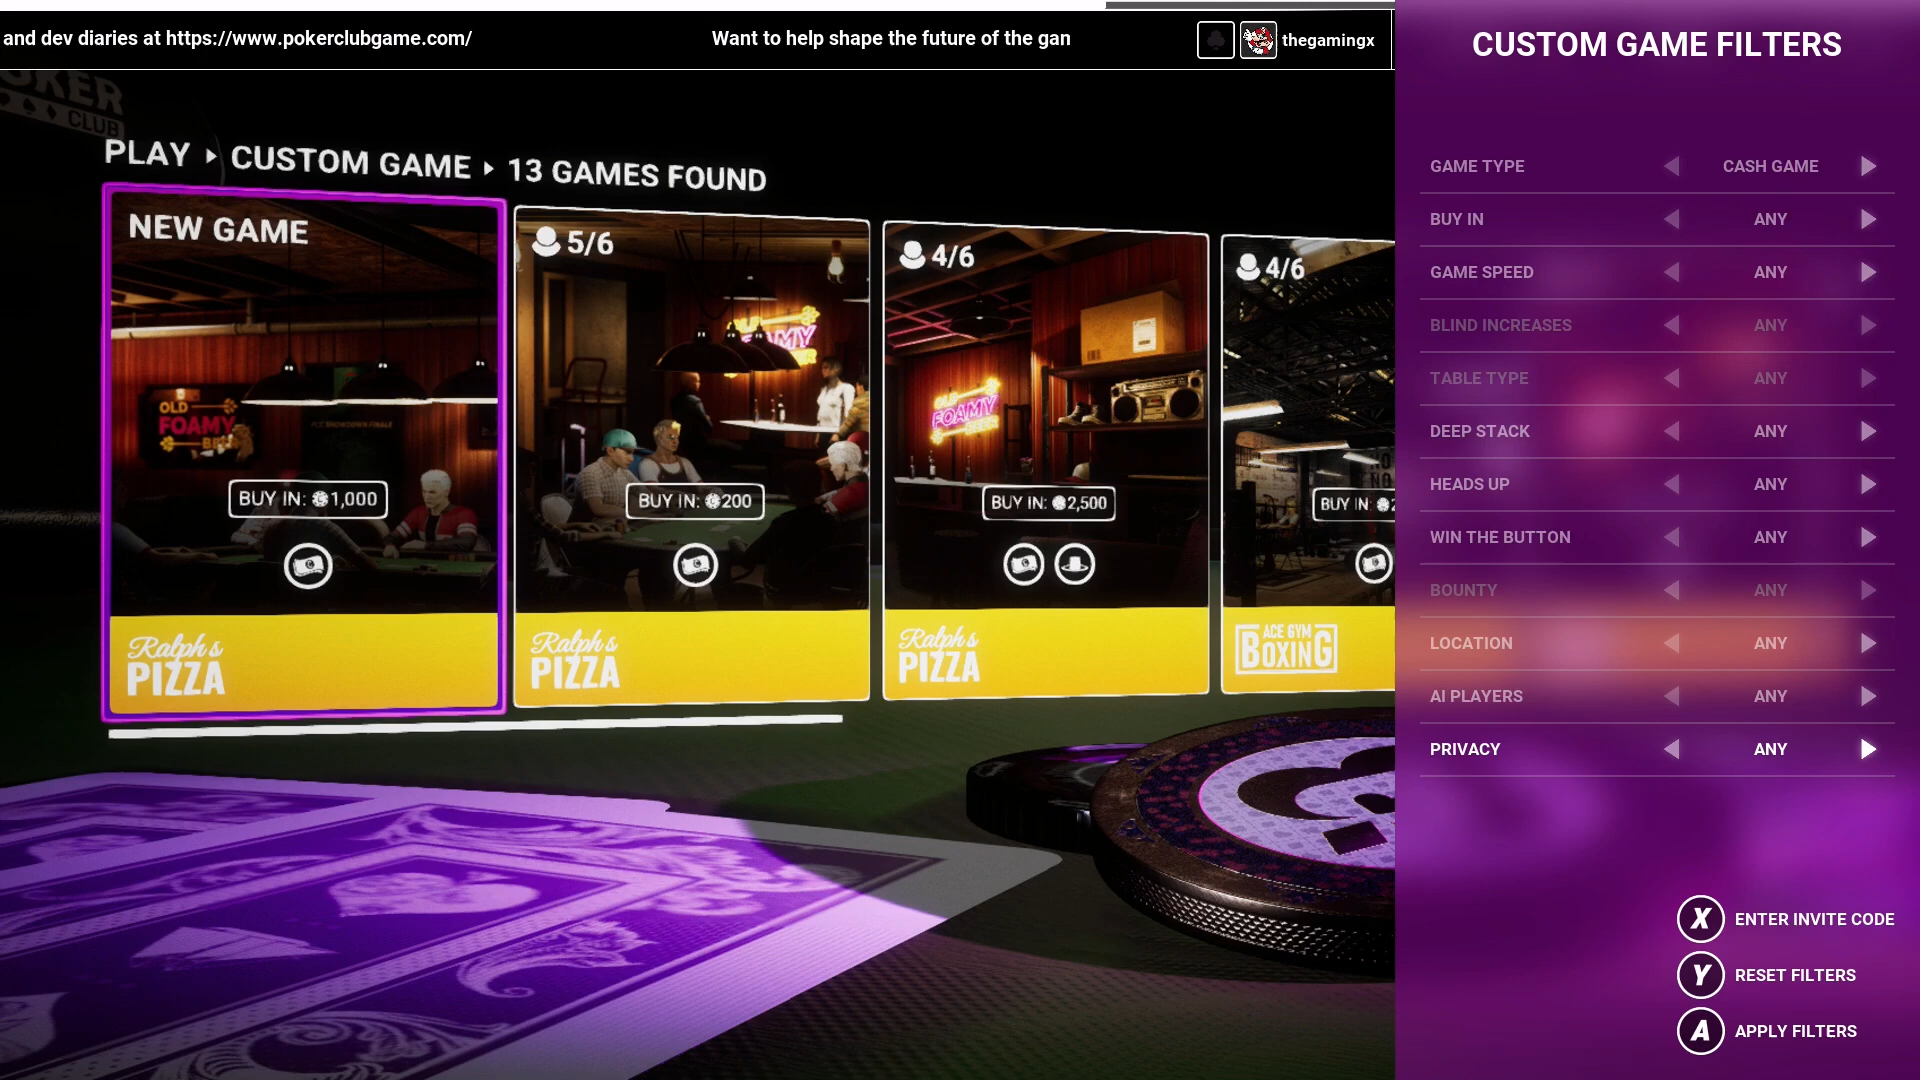 and dev diaries at https://www.pokerclubgame.com/
Want to help shape the future of the gan
thegamingx
CLUB
PLAY ▸ CUSTOM GAME ▸ 13 GAMES FOUND
NEW GAME
OLD
FOAMY
BUY IN: 1,000
Ralph's
PIZZA
5/6
BUY IN: 200
Ralph's
PIZZA
4/6
OLD
FOAMY
BUY IN: 2,500
Ralph's
PIZZA
4/6
BUY IN: 2
ACE GYM
BOXING
CUSTOM GAME FILTERS
GAME TYPE CASH GAME
BUY IN ANY
GAME SPEED ANY
BLIND INCREASES ANY
TABLE TYPE ANY
DEEP STACK ANY
HEADS UP ANY
WIN THE BUTTON ANY
BOUNTY ANY
LOCATION ANY
AI PLAYERS ANY
PRIVACY ANY
X ENTER INVITE CODE
Y RESET FILTERS
A APPLY FILTERS